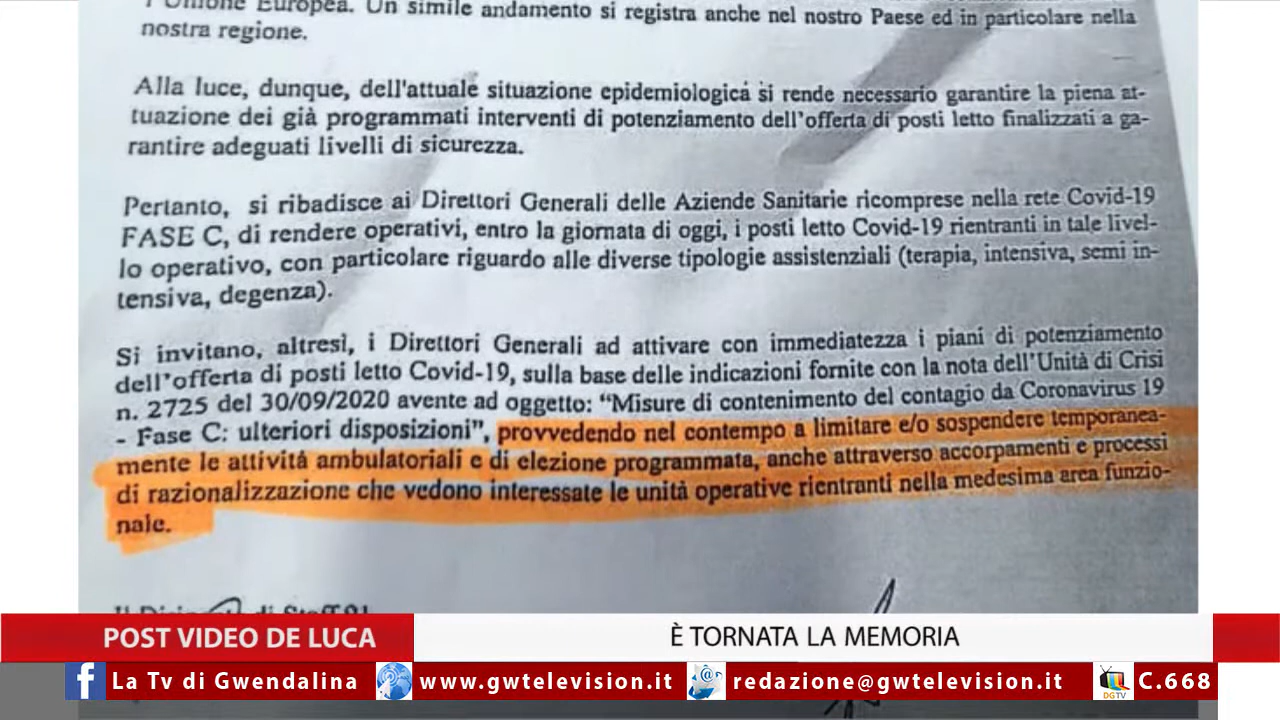 l'Unione Europea. Un simile andamento si registra anche nel nostro Paese ed in particolare nella
nostra regione.
Alla luce, dunque, dell'attuale situazione epidemiologica si rende necessario garantire la piena at-
tuazione dei già programmati interventi di potenziamento dell'offerta di posti letto finalizzati a ga-
rantire adeguati livelli di sicurezza.
Pertanto, si ribadisce ai Direttori Generali delle Aziende Sanitarie ricomprese nella rete Covid-19
FASE C, di rendere operativi, entro la giornata di oggi, i posti letto Covid-19 rientranti in tale livel-
lo operativo, con particolare riguardo alle diverse tipologie assistenziali (terapia, intensiva, semi in-
tensiva, degenza).
Si invitano, altresì, i Direttori Generali ad attivare con immediatezza i piani di potenziamento
dell'offerta di posti letto Covid-19, sulla base delle indicazioni fornite con la nota dell'Unità di Crisi
n. 2725 del 30/09/2020 avente ad oggetto: "Misure di contenimento del contagio da Coronavirus 19
- Fase C: ulteriori disposizioni", provvedendo nel contempo a limitare e/o sospendere temporanea-
mente le attività ambulatoriali e di elezione programmata, anche attraverso accorpamenti e processi
di razionalizzazione che vedono interessate le unità operative rientranti nella medesima area funzio-
nale.
di Staff 91
POST VIDEO DE LUCA
È TORNATA LA MEMORIA
f La Tv di Gwendalina www.gwtelevision.it redazione@gwtelevision.it DGTV C.668